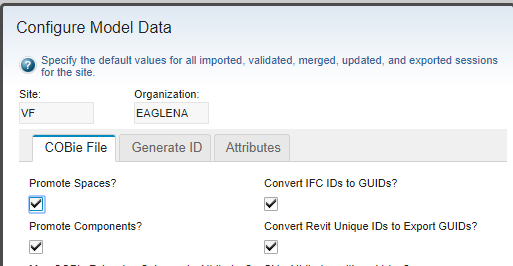 Configure Model Data
Specify the default values for all imported, validated, merged, updated, and exported sessions
for the site.
Site: Organization:
VF EAGLENA
COBie File Generate ID Attributes
Promote Spaces? Convert IFC IDs to GUIDs?
Promote Components? Convert Revit Unique IDs to Export GUIDs?